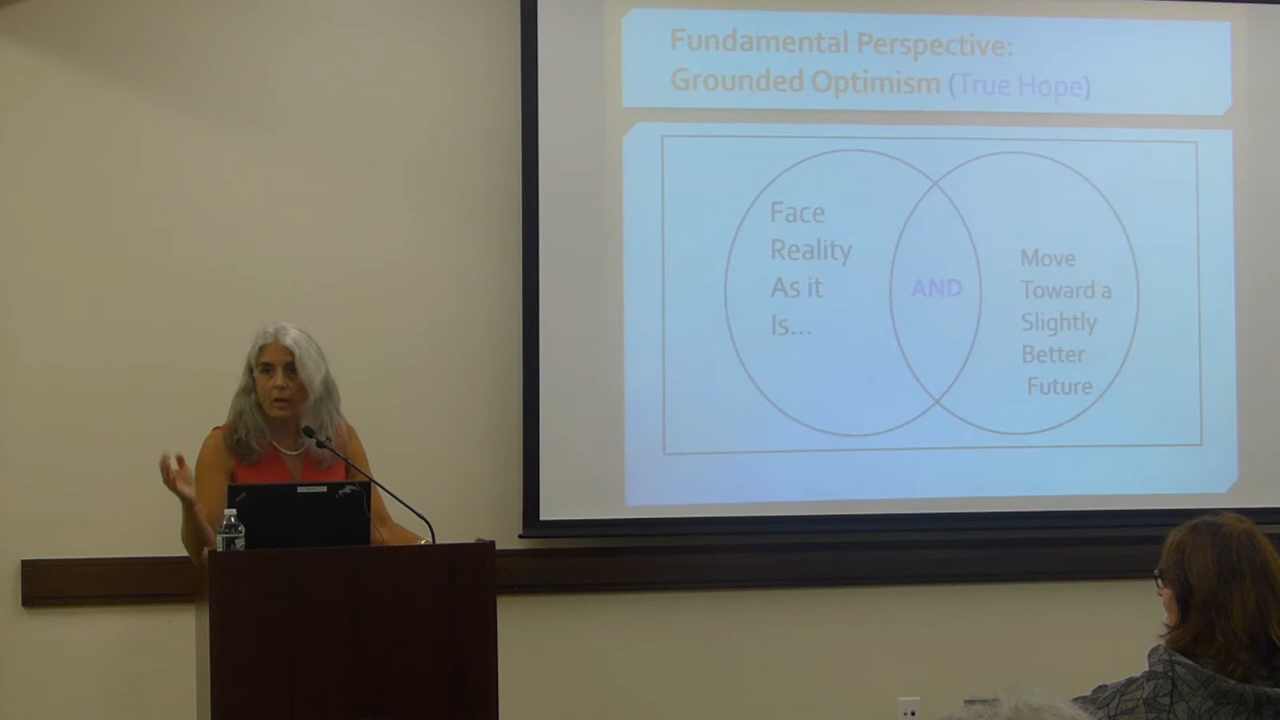 Fundamental Perspective:
Grounded Optimism (True Hope)
Face
Reality
As it
Is...
AND
Move
Toward a
Slightly
Better
Future